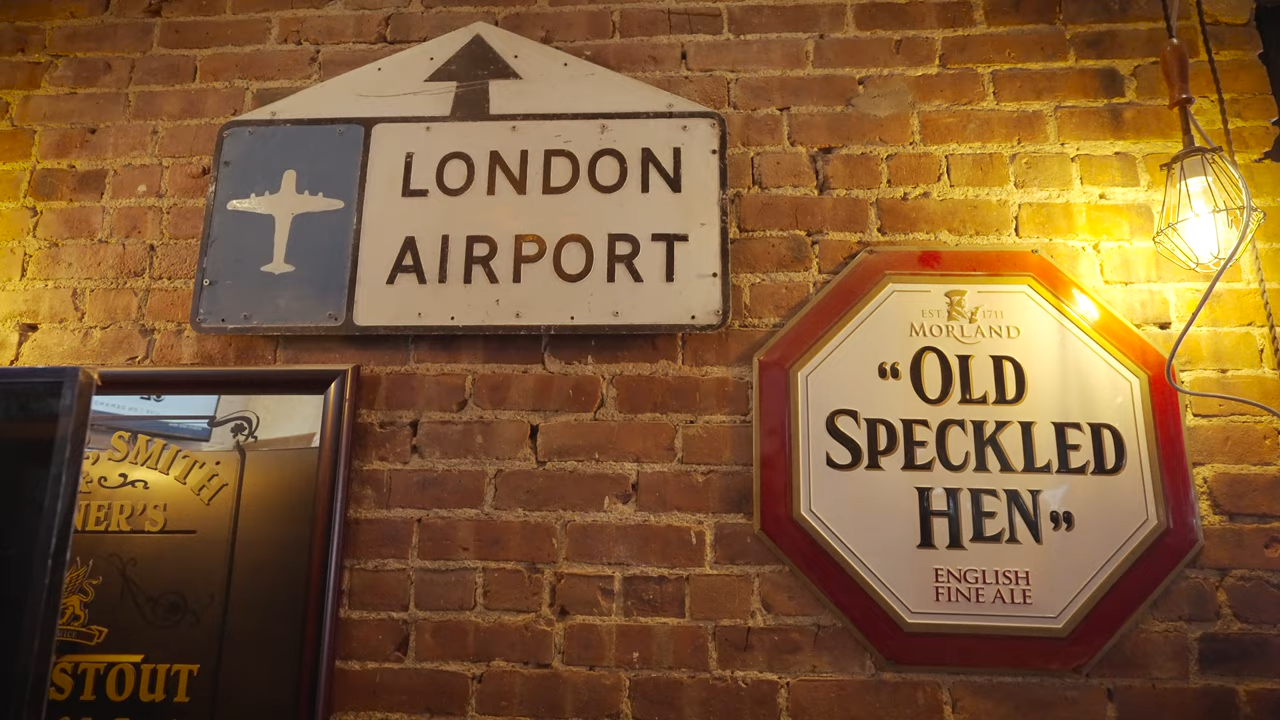 LONDON
AIRPORT
EST. 1711
MORLAND
“OLD
SPECKLED
HEN”
ENGLISH
FINE ALE
SMITH
NER'S
STOUT